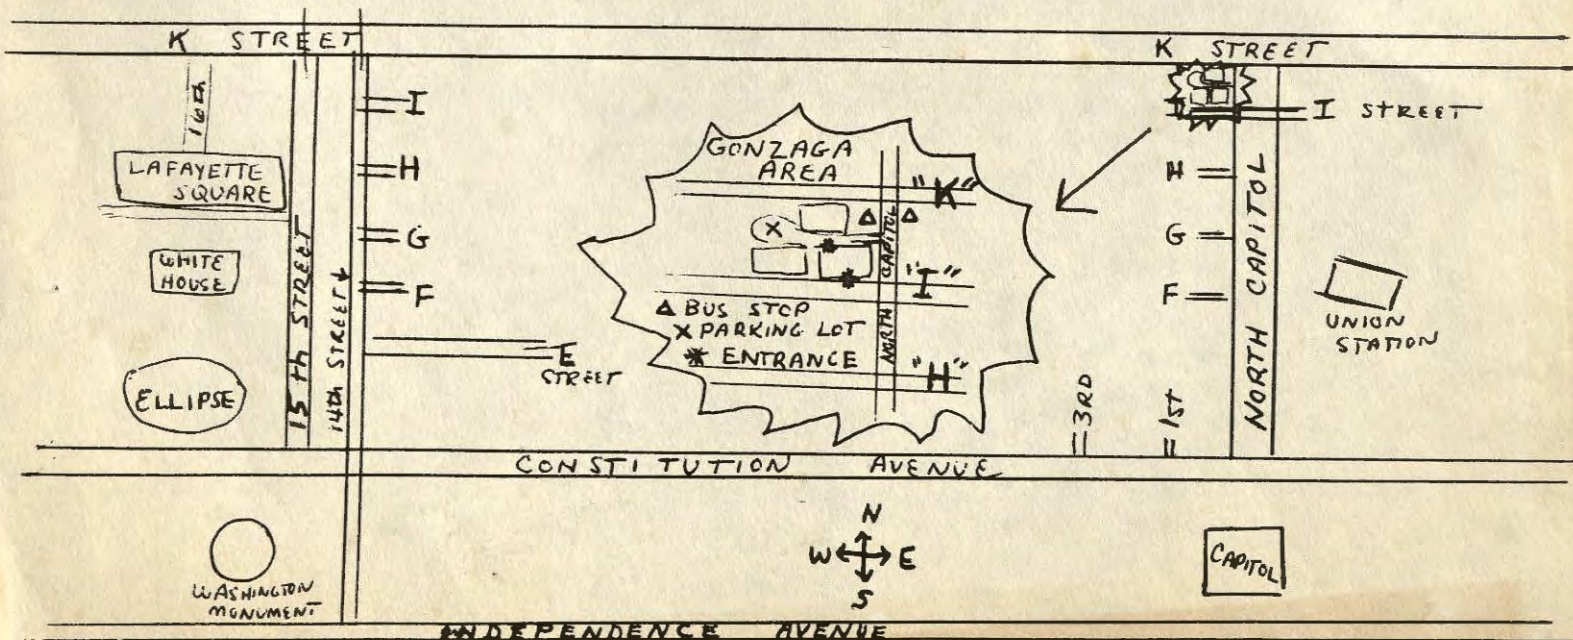 K STREET
K STREET
16th
I
I
I STREET
LAFAYETTE
SQUARE
H
GONZAGA
AREA
"K"
H
G
WHITE
HOUSE
F
15th STREET
14th STREET
NORTH CAPITOL
X
"I"
△ BUS STOP
X PARKING LOT
* ENTRANCE
"H"
G
F
NORTH CAPITOL
UNION
STATION
E
STREET
ELLIPSE
3RD
1ST
CONSTITUTION AVENUE
N
W E
S
WASHINGTON
MONUMENT
CAPITOL
INDEPENDENCE AVENUE